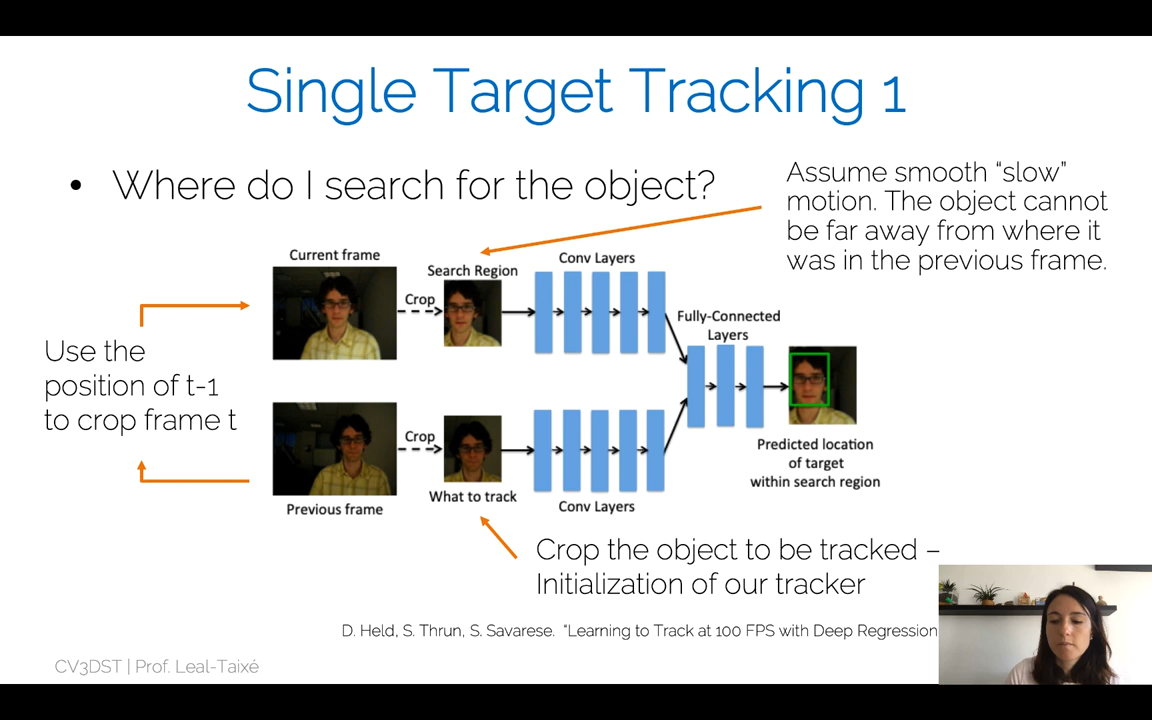 Single Target Tracking 1
• Where do I search for the object?
Assume smooth “slow”
motion. The object cannot
be far away from where it
was in the previous frame.
Current frame
Search Region
Conv Layers
Crop
Fully-Connected
Layers
Use the
position of t-1
to crop frame t
Crop
Predicted location
of target
within search region
What to track
Previous frame
Conv Layers
Crop the object to be tracked –
Initialization of our tracker
D. Held, S. Thrun, S. Savarese. “Learning to Track at 100 FPS with Deep Regression
CV3DST | Prof. Leal-Taixé